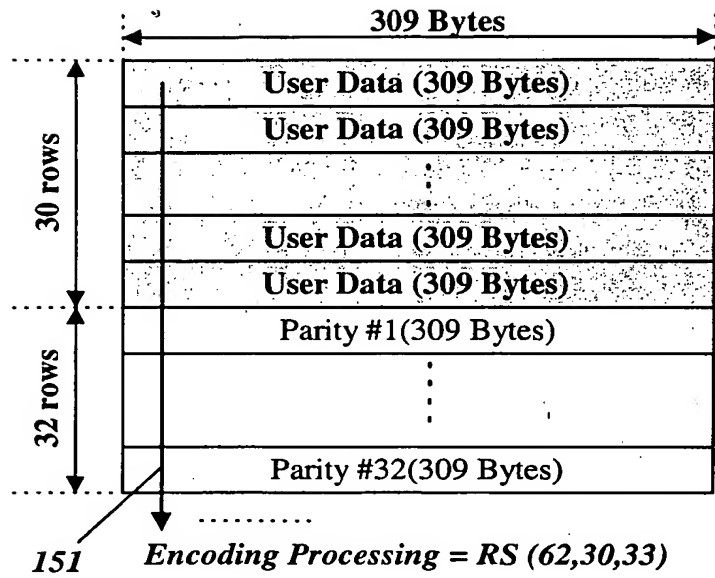 309 Bytes
User Data (309 Bytes)
User Data (309 Bytes)
User Data (309 Bytes)
User Data (309 Bytes)
30 rows
Parity #1(309 Bytes)
32 rows
Parity #32(309 Bytes)
151
Encoding Processing = RS (62,30,33)